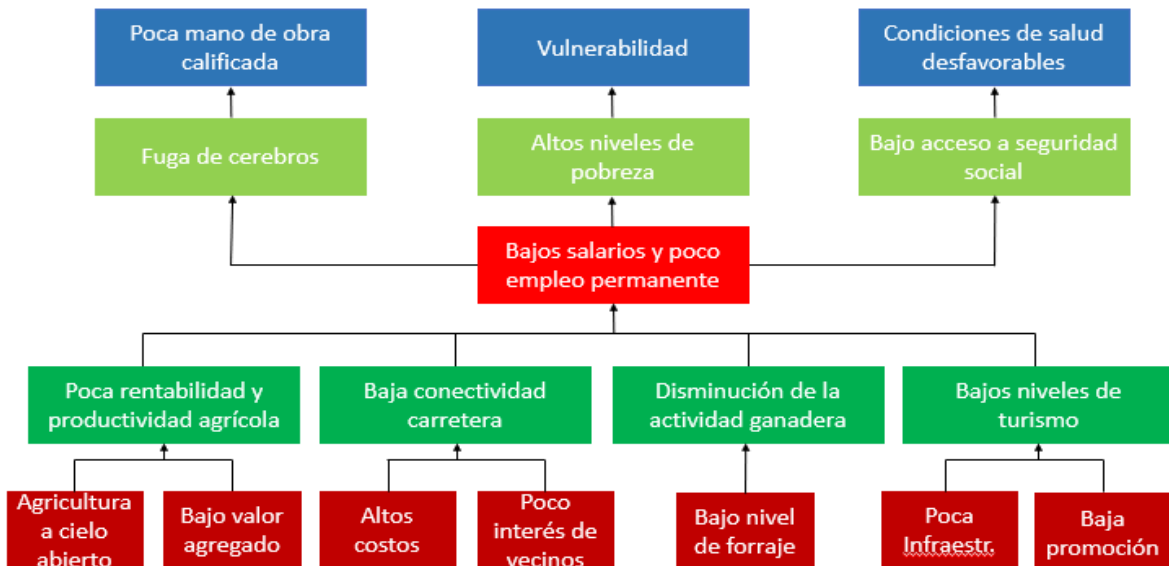 Poca mano de obra
calificada
Vulnerabilidad
Condiciones de salud
desfavorables
Fuga de cerebros
Altos niveles de
pobreza
Bajo acceso a seguridad
social
Bajos salarios y poco
empleo permanente
Poca rentabilidad y
productividad agrícola
Baja conectividad
carretera
Disminución de la
actividad ganadera
Bajos niveles de
turismo
Agricultura
a cielo
abierto
Bajo valor
agregado
Altos
costos
Poco
interés de
vecinos
Bajo nivel
de forraje
Poca
Infraestr.
Baja
promoción